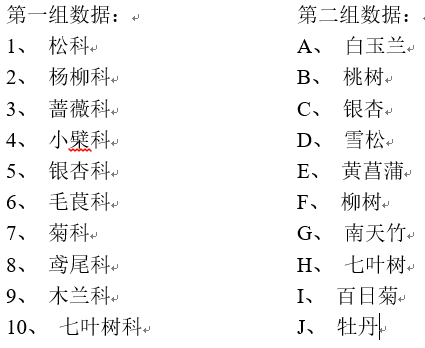 第一组数据：
1、 松科
2、 杨柳科
3、 蔷薇科
4、 小檗科
5、 银杏科
6、 毛茛科
7、 菊科
8、 鸢尾科
9、 木兰科
10、 七叶树科
第二组数据：
A、 白玉兰
B、 桃树
C、 银杏
D、 雪松
E、 黄菖蒲
F、 柳树
G、 南天竹
H、 七叶树
I、 百日菊
J、 牡丹